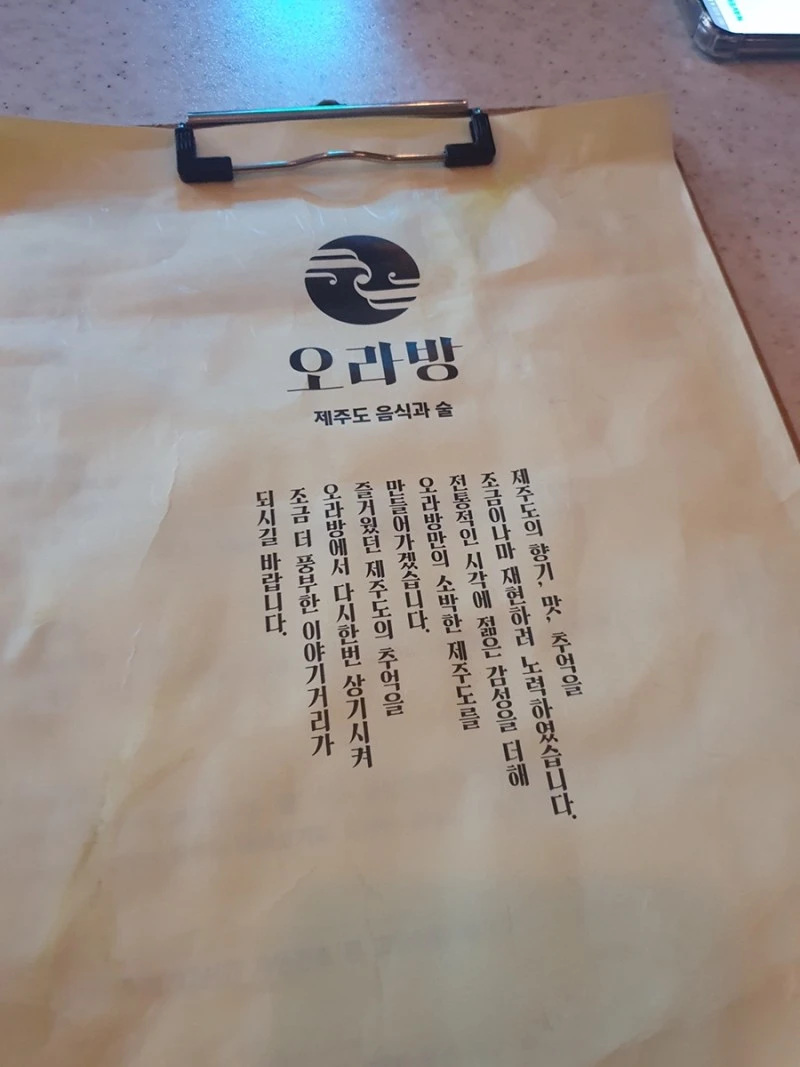 오라방
제주도 음식과 술
제주도의 향기, 맛, 추억을
조금이나마 재현하려 노력하였습니다.
전통적인 시각에 젊은 감성을 더해
오라방만의 소박한 제주도를
만들어가겠습니다.
즐거웠던 제주도의 추억을
오라방에서 다시한번 상기시켜
조금 더 풍부한 이야기거리가
되시길 바랍니다.